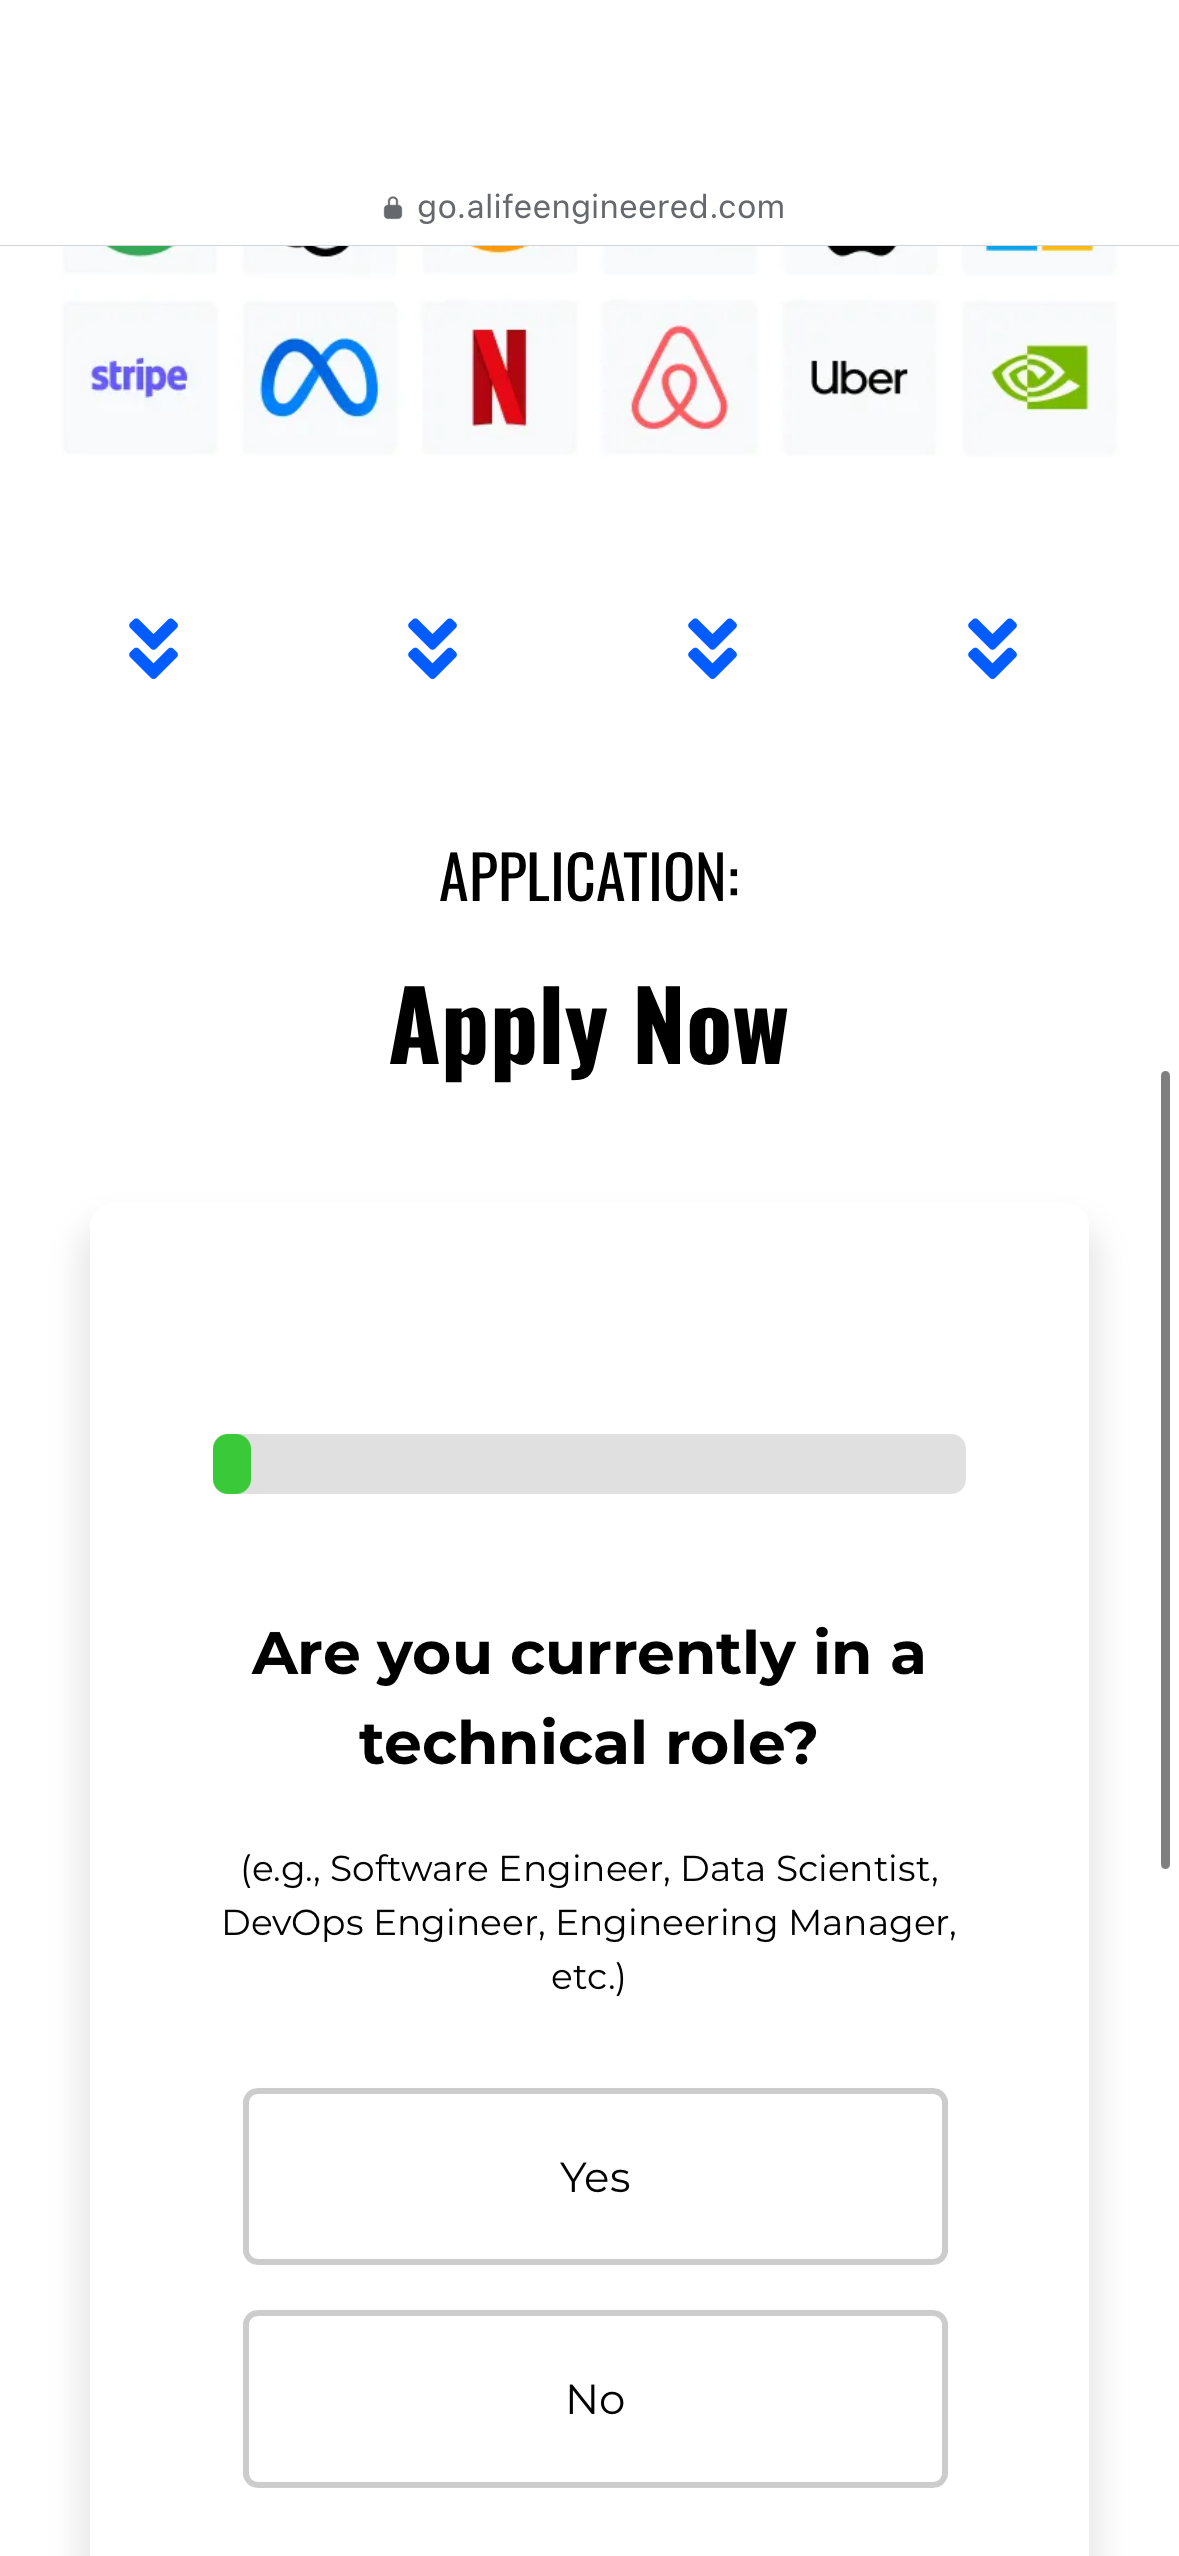 go.alifeengineered.com
stripe
Uber
APPLICATION:
Apply Now
Are you currently in a
technical role?
(e.g., Software Engineer, Data Scientist,
DevOps Engineer, Engineering Manager,
etc.)
Yes
No